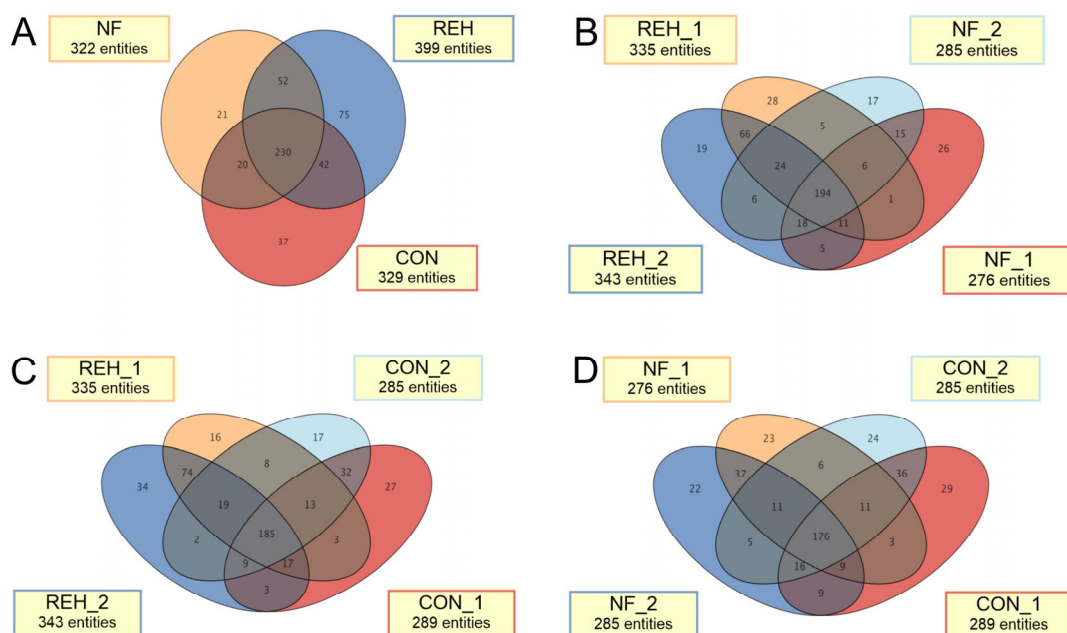 A
NF
322 entities
REH
399 entities
52
21
75
230
20
42
37
CON
329 entities
B
REH_1
335 entities
NF_2
285 entities
28
17
5
66
15
19
26
24
6
194
6
1
18
11
5
REH_2
343 entities
NF_1
276 entities
C
REH_1
335 entities
CON_2
285 entities
16
17
8
74
32
34
27
19
13
185
2
3
9
17
3
REH_2
343 entities
CON_1
289 entities
D
NF_1
276 entities
CON_2
285 entities
23
24
6
37
36
22
29
11
11
176
5
3
16
9
9
NF_2
285 entities
CON_1
289 entities